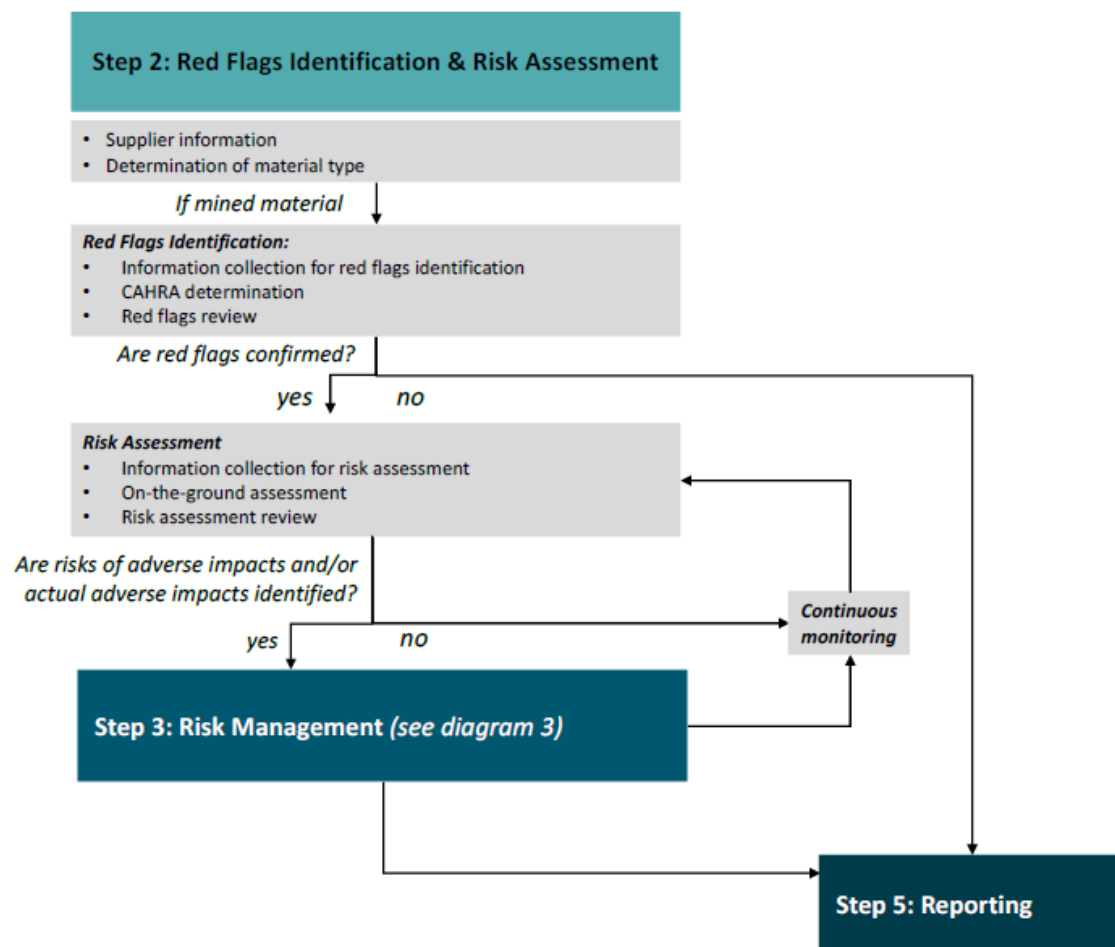 Step 2: Red Flags Identification & Risk Assessment
• Supplier information
• Determination of material type
If mined material
Red Flags Identification:
• Information collection for red flags identification
• CAHRA determination
• Red flags review
Are red flags confirmed?
yes no
Risk Assessment
• Information collection for risk assessment
• On-the-ground assessment
• Risk assessment review
Are risks of adverse impacts and/or
actual adverse impacts identified?
yes no
Continuous
monitoring
Step 3: Risk Management (see diagram 3)
Step 5: Reporting